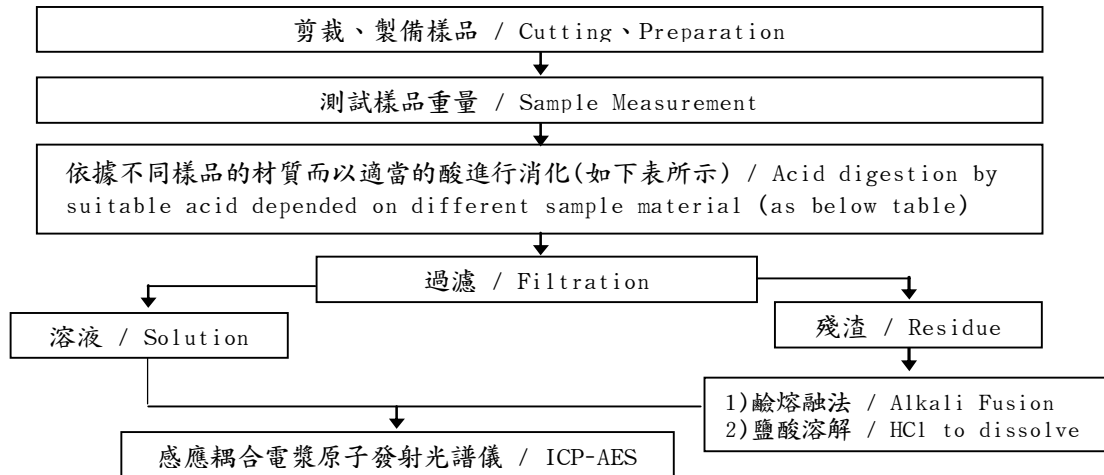 剪裁、製備樣品 / Cutting、Preparation
測試樣品重量 / Sample Measurement
依據不同樣品的材質而以適當的酸進行消化(如下表所示) / Acid digestion by
suitable acid depended on different sample material (as below table)
過濾 / Filtration
溶液 / Solution
殘渣 / Residue
1)鹼熔融法 / Alkali Fusion
2)鹽酸溶解 / HCl to dissolve
感應耦合電漿原子發射光譜儀 / ICP-AES